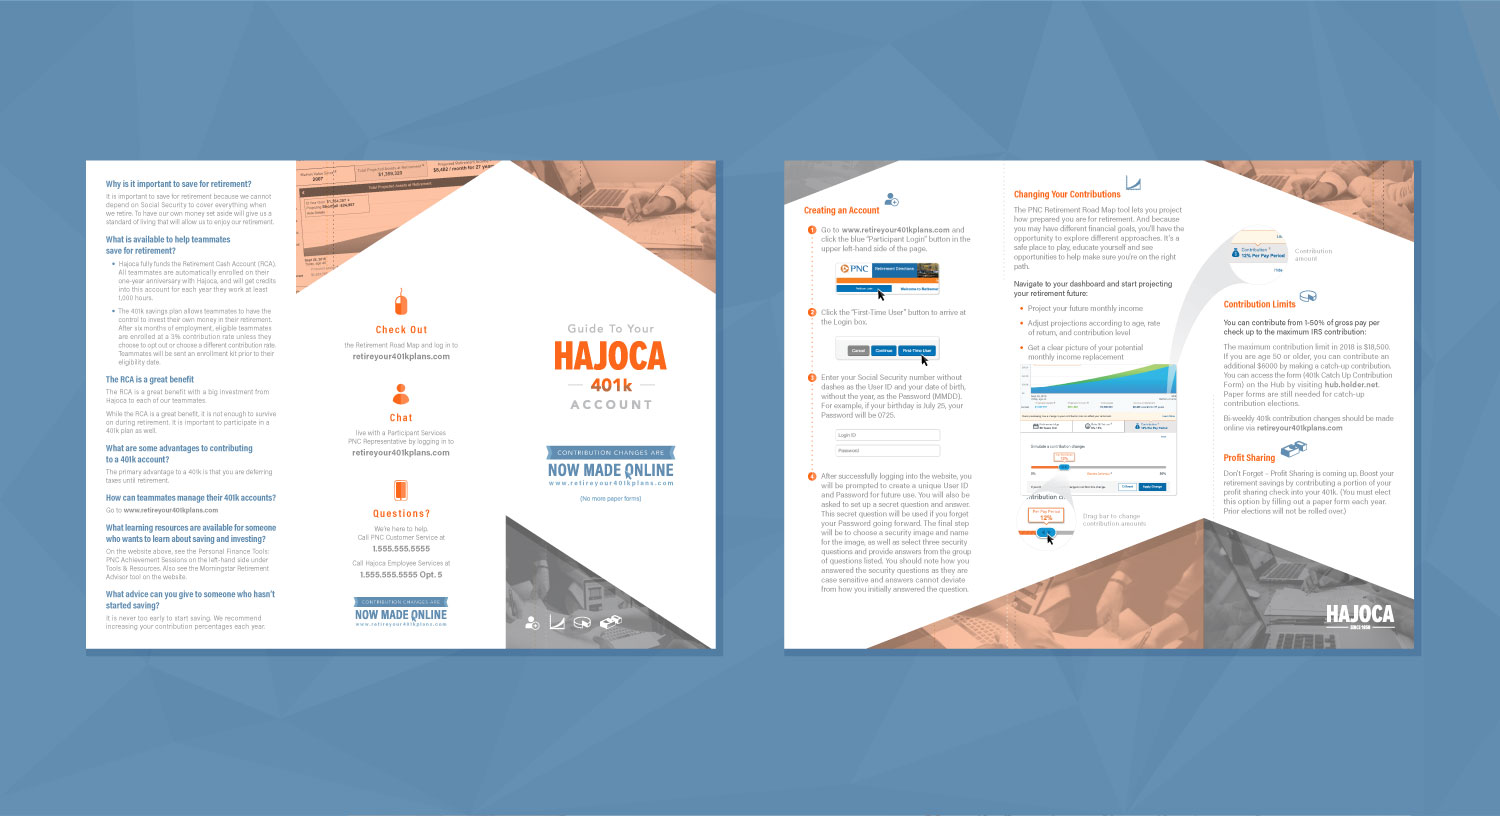 Why is it important to save for retirement?
It is important to save for retirement because we cannot
depend on Social Security to cover everything when
we retire. To have our own money set aside will give us a
standard of living that will allow us to enjoy our retirement.
What is available to help teammates
save for retirement?
• Hajoca fully funds the Retirement Cash Account (RCA).
All teammates are automatically enrolled on their
one-year anniversary with Hajoca, and will get credits
into this account for each year they work at least
1,000 hours.
• The 401k savings plan allows teammates to have the
control to invest their own money in their retirement.
After six months of employment, eligible teammates
are enrolled at a 3% contribution rate unless they
choose to opt out or choose a different contribution rate.
Teammates will be sent an enrollment kit prior to their
eligibility date.
The RCA is a great benefit
The RCA is a great benefit with a big investment from
Hajoca to each of our teammates.
While the RCA is a great benefit, it is not enough to survive
on during retirement. It is important to participate in a
401k plan as well.
What are some advantages to contributing
to a 401k account?
The primary advantage to a 401k is that you are deferring
taxes until retirement.
How can teammates manage their 401k accounts?
Go to www.retireyour401kplans.com
What learning resources are available for someone
who wants to learn about saving and investing?
On the website above, see the Personal Finance Tools:
PNC Achievement Sessions on the left-hand side under
Tools & Resources. Also see the Morningstar Retirement
Advisor tool on the website.
What advice can you give to someone who hasn't
started saving?
It is never too early to start saving. We recommend
increasing your contribution percentages each year.
2007
$1,359,323
$5,483 / month for 27 years
Total Projected Assets at Retirement
Check Out
the Retirement Road Map and log in to
retireyour401kplans.com
Chat
live with a Participant Services
PNC Representative by logging in to
retireyour401kplans.com
Questions?
We're here to help.
Call PNC Customer Service at
1.555.555.5555
Call Hajoca Employee Services at
1.555.555.5555 Opt. 5
CONTRIBUTION CHANGES ARE
NOW MADE ONLINE
www.retireyour401kplans.com
Guide To Your
HAJOCA
401k
ACCOUNT
CONTRIBUTION CHANGES ARE
NOW MADE ONLINE
www.retireyour401kplans.com
(No more paper forms)
Creating an Account
1 Go to www.retireyour401kplans.com and
click the blue "Participant Login" button in the
upper left-hand side of the page.
PNC Retirement Directions
Welcome to Retirement
2 Click the "First-Time User" button to arrive at
the Login box.
Cancel Continue First-Time User
3 Enter your Social Security number without
dashes as the User ID and your date of birth,
without the year, as the Password (MMDD).
For example, if your birthday is July 25, your
Password will be 0725.
Login ID
Password
4 After successfully logging into the website, you
will be prompted to create a unique User ID
and Password for future use. You will also be
asked to set up a secret question and answer.
This secret question will be used if you forget
your Password going forward. The final step
will be to choose a security image and name
for the image, as well as select three security
questions and provide answers from the group
of questions listed. You should note how you
answered the security questions as they are
case sensitive and answers cannot deviate
from how you initially answered the question.
Changing Your Contributions
The PNC Retirement Road Map tool lets you project
how prepared you are for retirement. And because
you may have different financial goals, you'll have the
opportunity to explore different approaches. It's a
safe place to play, educate yourself and see
opportunities to help make sure you're on the right
path.
Navigate to your dashboard and start projecting
your retirement future:
• Project your future monthly income
• Adjust projections according to age, rate
of return, and contribution level
• Get a clear picture of your potential
monthly income replacement
Simulate a contribution change:
Apply Change
Per Pay Period
12%
Drag bar to change
contribution amounts
Contribution
12% Per Pay Period
Hide
Contribution
amount
Contribution Limits
You can contribute from 1-50% of gross pay per
check up to the maximum IRS contribution:
The maximum contribution limit in 2018 is $18,500.
If you are age 50 or older, you can contribute an
additional $6000 by making a catch-up contribution.
You can access the form (401k Catch Up Contribution
Form) on the Hub by visiting hub.holder.net.
Paper forms are still needed for catch-up
contribution elections.
Bi-weekly 401k contribution changes should be made
online via retireyour401kplans.com
Profit Sharing
Don't Forget – Profit Sharing is coming up. Boost your
retirement savings by contributing a portion of your
profit sharing check into your 401k. (You must elect
this option by filling out a paper form each year.
Prior elections will not be rolled over.)
HAJOCA
SINCE 1858